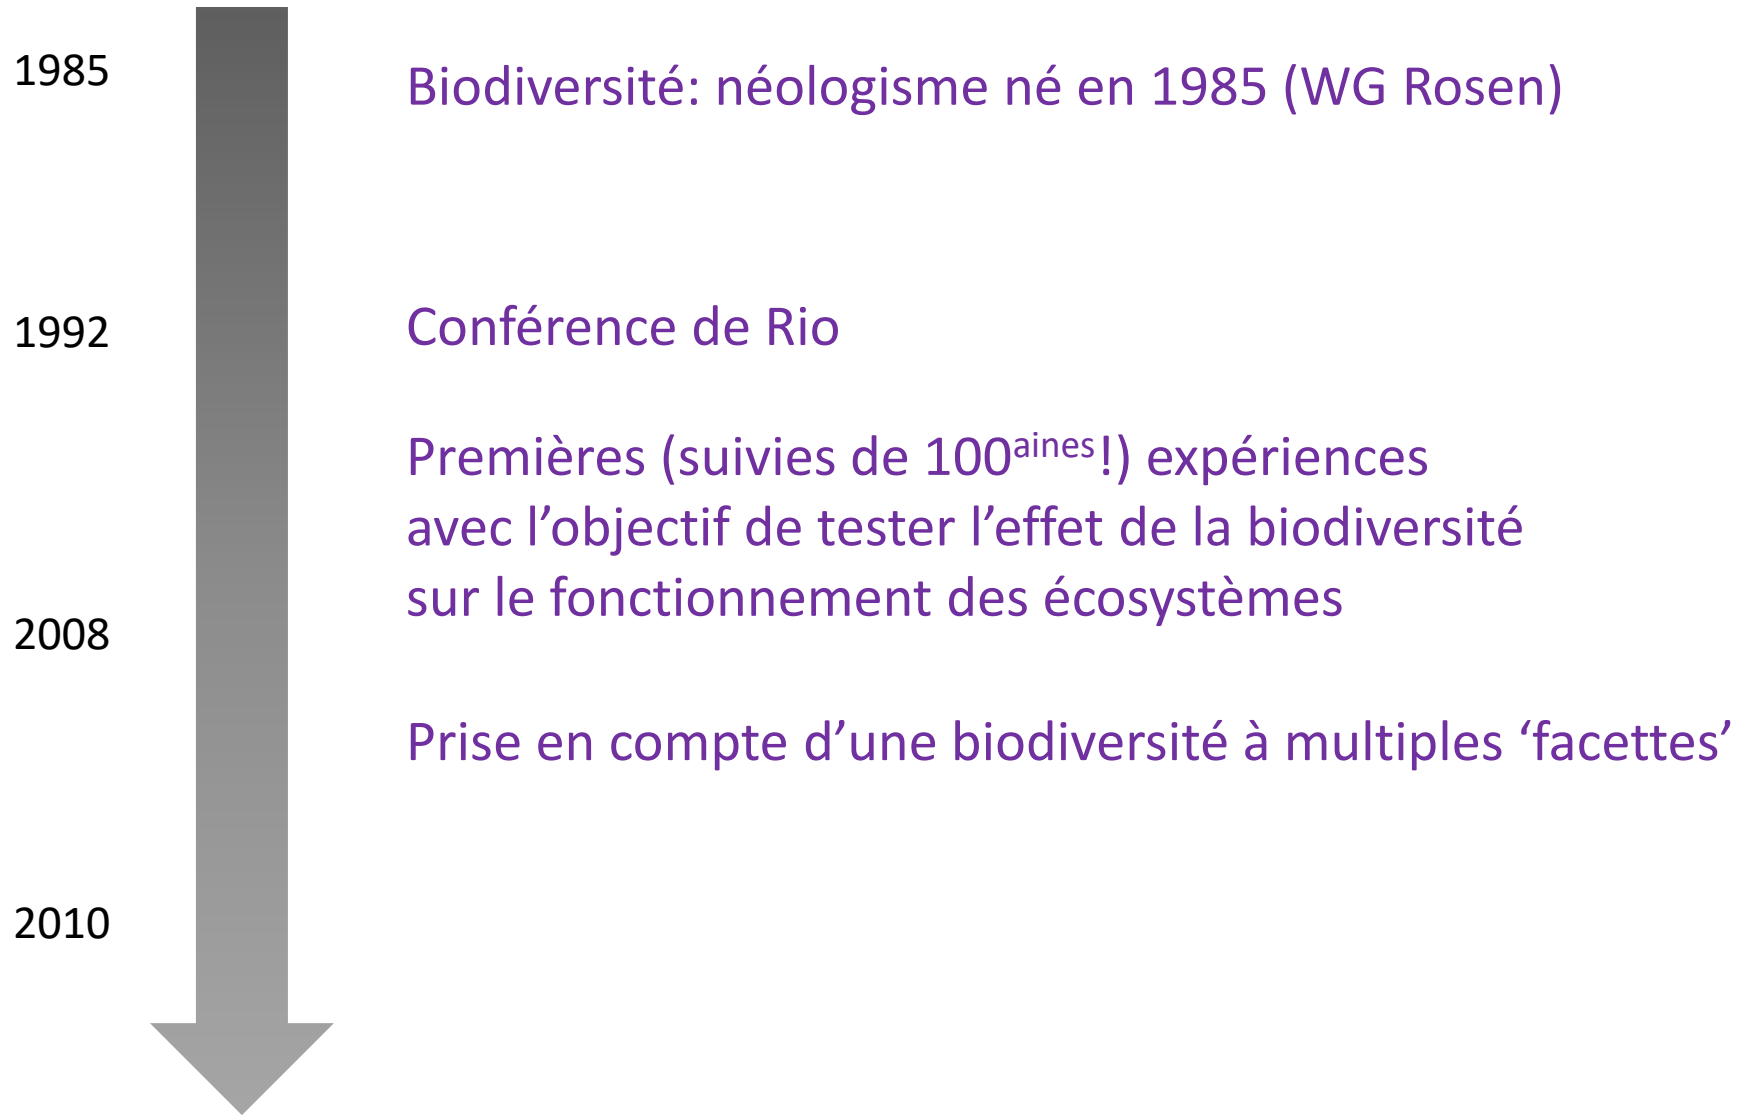 1985
Biodiversité: néologisme né en 1985 (WG Rosen)
1992
Conférence de Rio
Premières (suivies de 100aines!) expériences
avec l’objectif de tester l’effet de la biodiversité
sur le fonctionnement des écosystèmes
2008
Prise en compte d’une biodiversité à multiples ‘facettes’
2010